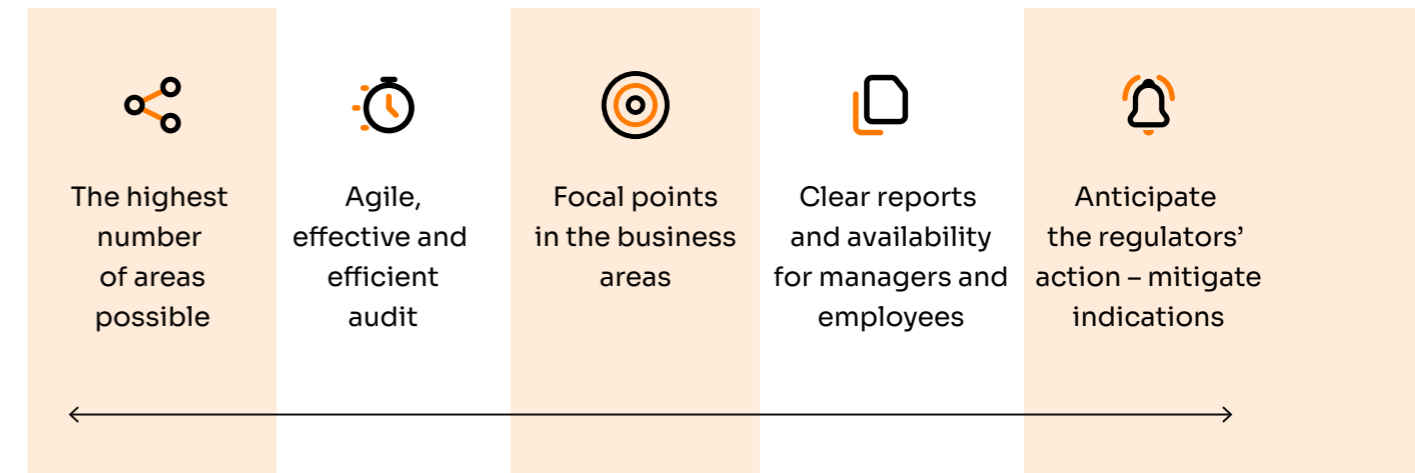 The highest
number
of areas
possible
Agile,
effective and
efficient
audit
Focal points
in the business
areas
Clear reports
and availability
for managers and
employees
Anticipate
the regulators’
action – mitigate
indications